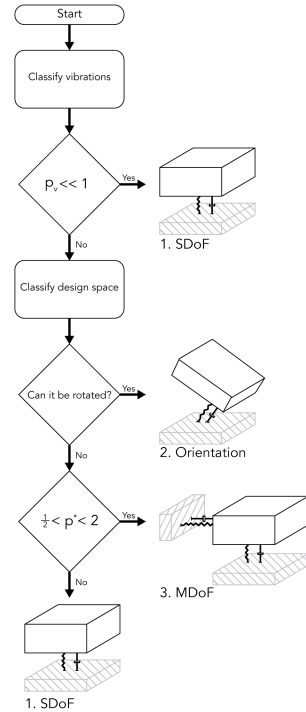 Start
Classify vibrations
pᵥ << 1
Yes
1. SDoF
No
Classify design space
Can it be rotated?
Yes
2. Orientation
No
½ < p* < 2
Yes
3. MDoF
No
1. SDoF